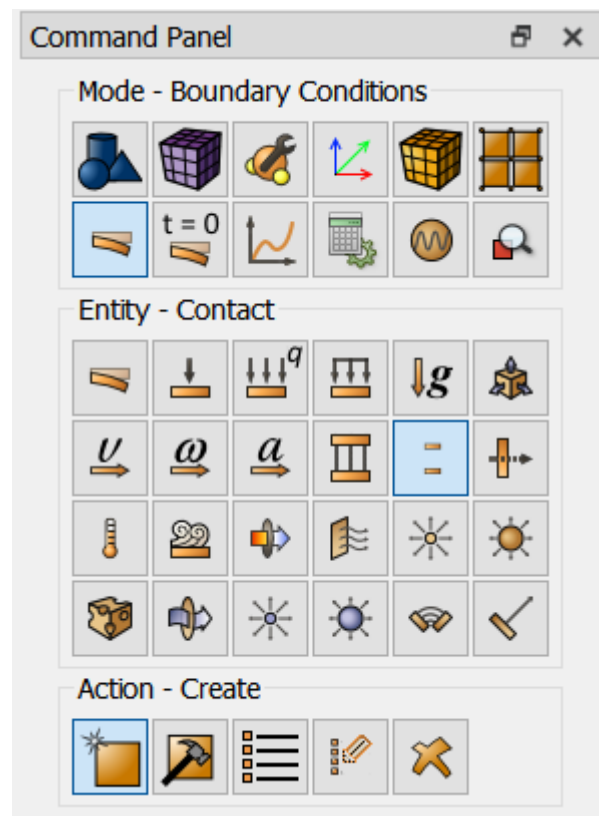 Command Panel
Mode - Boundary Conditions
t = 0
Entity - Contact
q
g
υ ω a
Action - Create